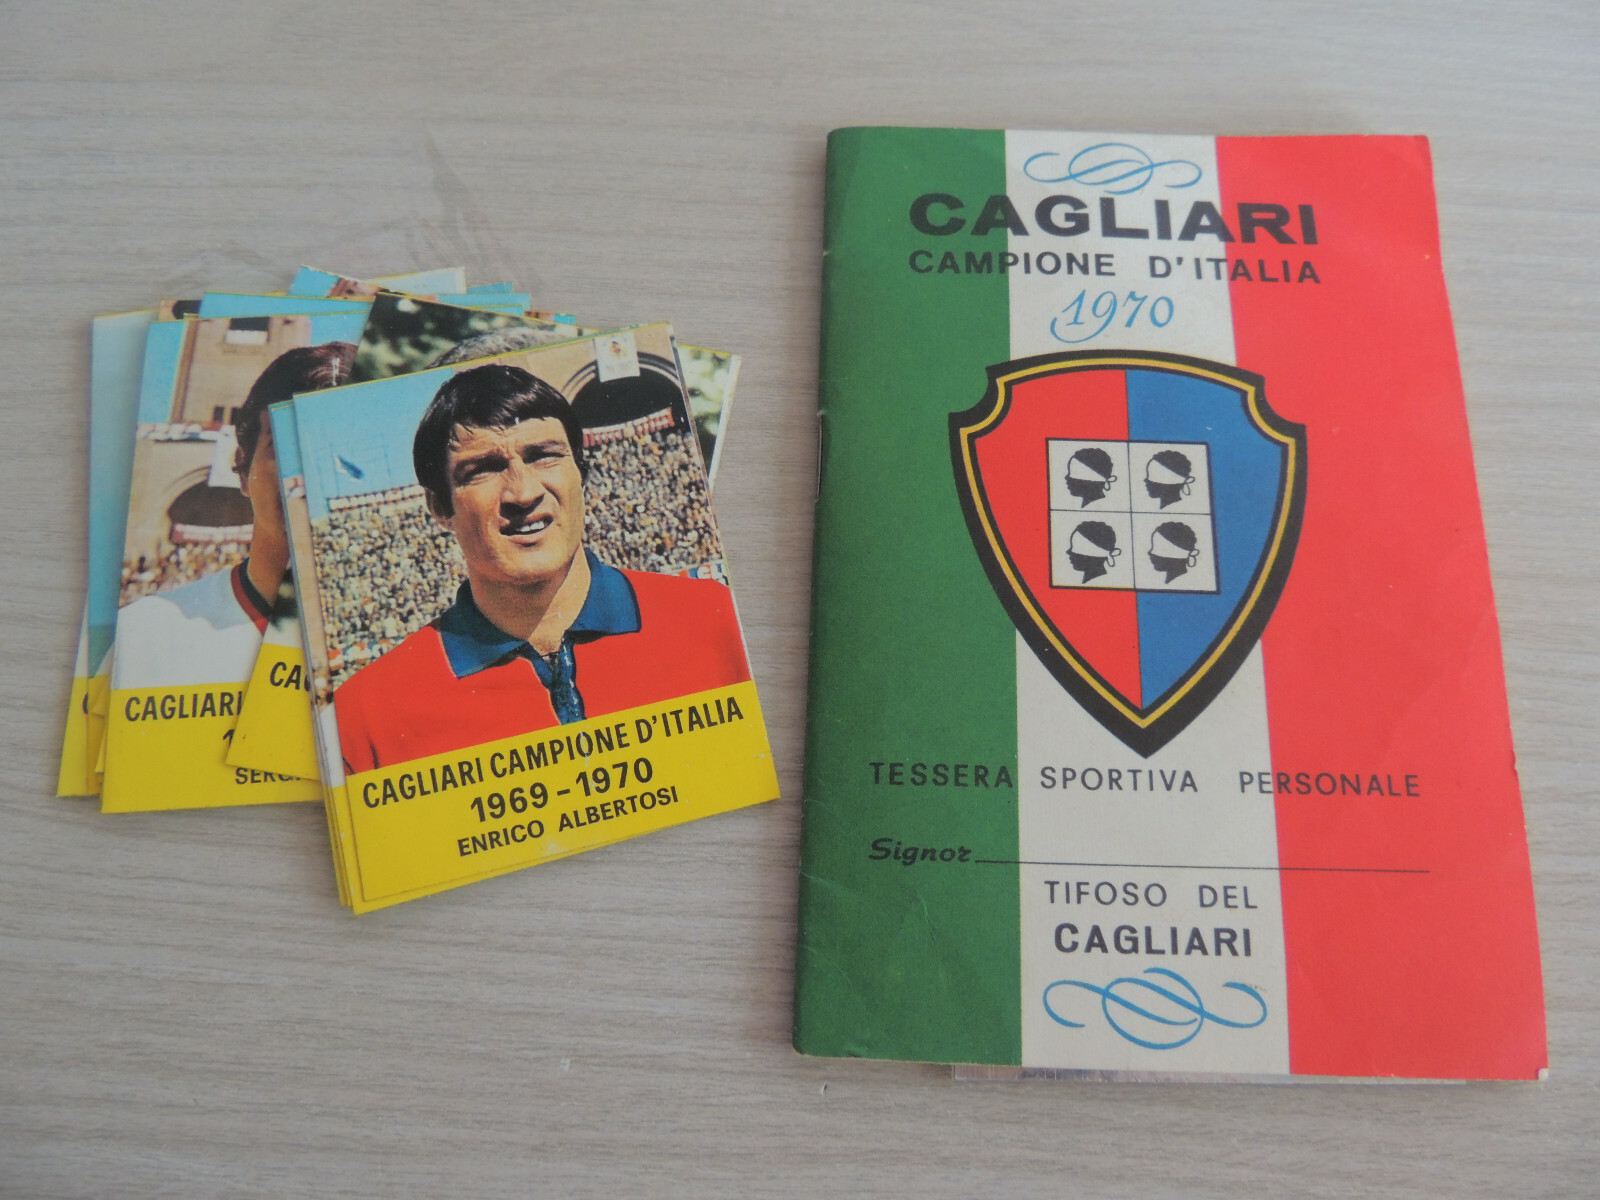 CAGLIARI
CAMPIONE D'ITALIA
1970
TESSERA SPORTIVA PERSONALE
Signor
TIFOSO DEL
CAGLIARI
CAGLIARI CAMPIONE D'ITALIA
1969-1970
ENRICO ALBERTOSI
CAGLIARI
CA